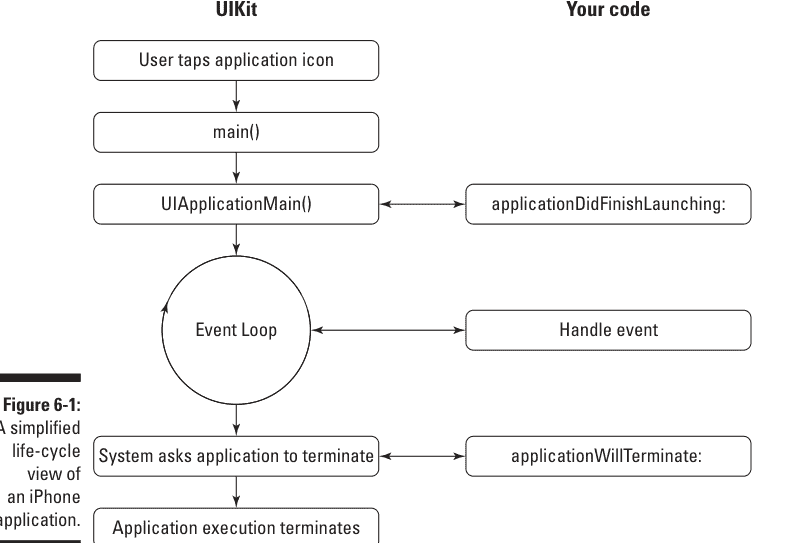 UIKit
Your code
User taps application icon
main()
UIApplicationMain()
applicationDidFinishLaunching:
Event Loop
Handle event
System asks application to terminate
applicationWillTerminate:
Application execution terminates
Figure 6-1:
A simplified
life-cycle
view of
an iPhone
application.